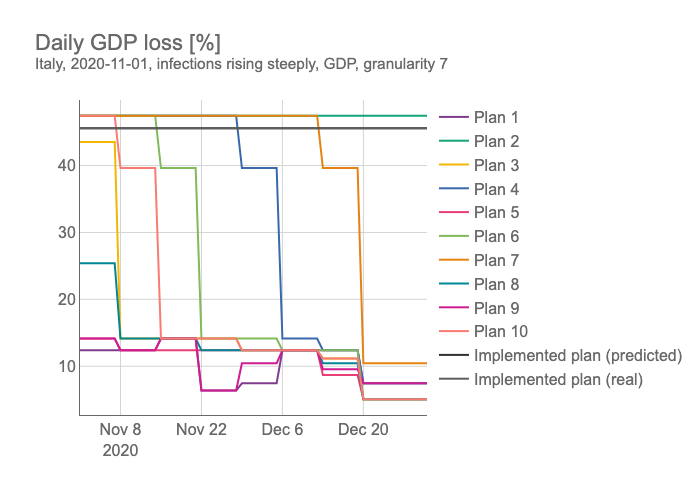 Daily GDP loss [%]
Italy, 2020-11-01, infections rising steeply, GDP, granularity 7
40
30
20
10
Nov 8
2020
Nov 22
Dec 6
Dec 20
Plan 1
Plan 2
Plan 3
Plan 4
Plan 5
Plan 6
Plan 7
Plan 8
Plan 9
Plan 10
Implemented plan (predicted)
Implemented plan (real)